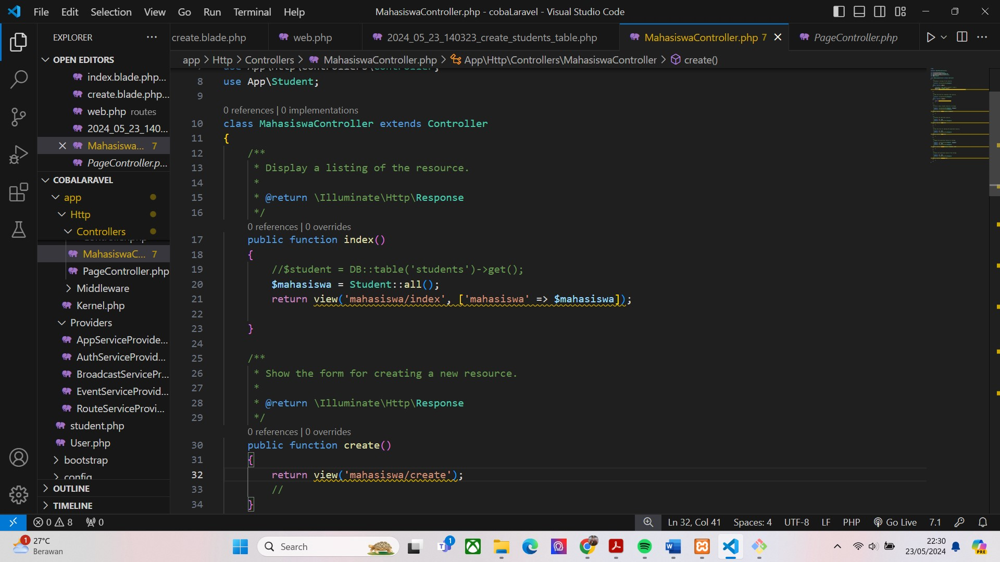 File Edit Selection View Go Run Terminal Help
MahasiswaController.php - cobaLaravel - Visual Studio Code
EXPLORER
create.blade.php
web.php
2024_05_23_140323_create_students_table.php
MahasiswaController.php 7
PageController.php
OPEN EDITORS
index.blade.php...
create.blade.php...
web.php routes
2024_05_23_140...
Mahasiswa... 7
PageController.p...
COBALARAVEL
app
Http
Controllers
MahasiswaC... 7
PageController.php
Middleware
Kernel.php
Providers
AppServiceProvide...
AuthServiceProvid...
BroadcastServicePr...
EventServiceProvid...
RouteServiceProvi...
student.php
User.php
bootstrap
config
OUTLINE
TIMELINE
app > Http > Controllers > MahasiswaController.php > App\Http\Controllers\MahasiswaController > create()
use App\Http\Controllers\Controller;
8 use App\Student;
9
0 references | 0 implementations
10 class MahasiswaController extends Controller
11 {
12 /**
13 * Display a listing of the resource.
14 *
15 * @return \Illuminate\Http\Response
16 */
0 references | 0 overrides
17 public function index()
18 {
19 //$student = DB::table('students')->get();
20 $mahasiswa = Student::all();
21 return view('mahasiswa/index', ['mahasiswa' => $mahasiswa]);
22
23 }
24
25 /**
26 * Show the form for creating a new resource.
27 *
28 * @return \Illuminate\Http\Response
29 */
0 references | 0 overrides
30 public function create()
31 {
32 return view('mahasiswa/create');
33 //
34 }
0 8 0
Ln 32, Col 41 Spaces: 4 UTF-8 LF PHP Go Live 7.1
1 27°C
Berawan
Search
1
22:30
23/05/2024
PRE